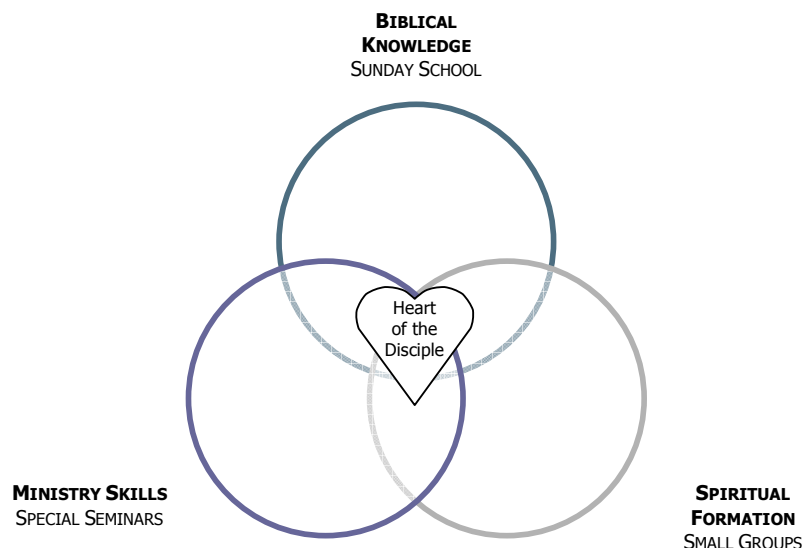 BIBLICAL
KNOWLEDGE
SUNDAY SCHOOL
Heart
of the
Disciple
MINISTRY SKILLS
SPECIAL SEMINARS
SPIRITUAL
FORMATION
SMALL GROUPS